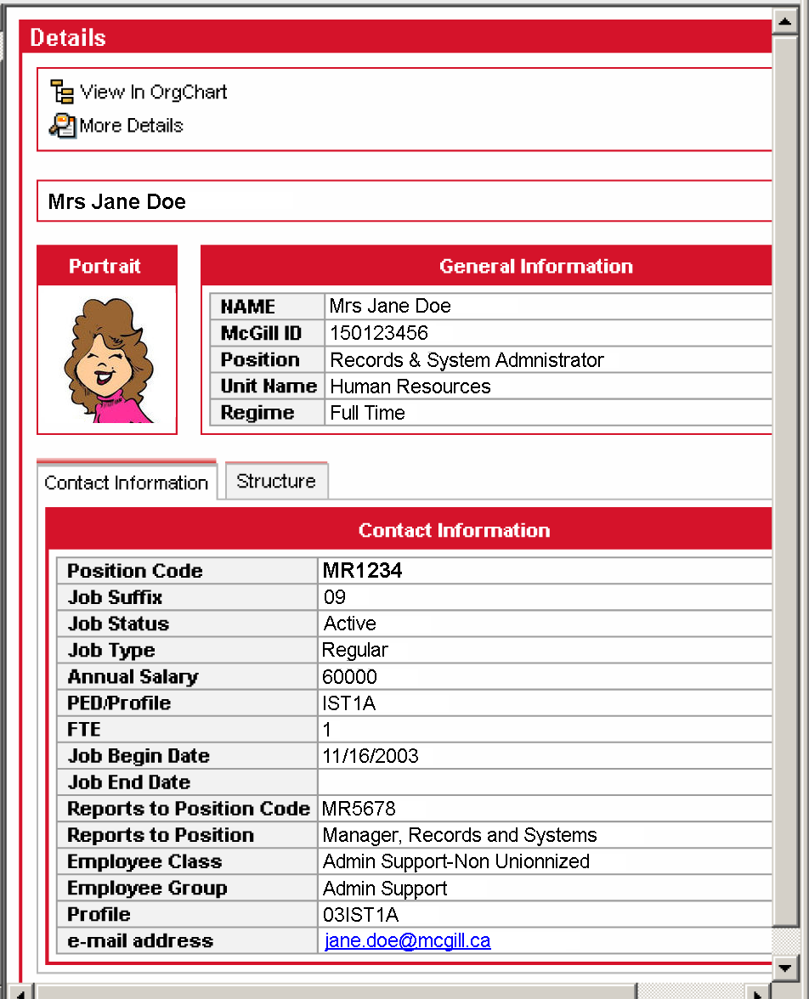 Details
View In OrgChart
More Details
Mrs Jane Doe
Portrait
General Information
NAME Mrs Jane Doe
McGill ID 150123456
Position Records & System Admnistrator
Unit Name Human Resources
Regime Full Time
Contact Information Structure
Contact Information
Position Code MR1234
Job Suffix 09
Job Status Active
Job Type Regular
Annual Salary 60000
PED/Profile IST1A
FTE 1
Job Begin Date 11/16/2003
Job End Date
Reports to Position Code MR5678
Reports to Position Manager, Records and Systems
Employee Class Admin Support-Non Unionnized
Employee Group Admin Support
Profile 03IST1A
e-mail address jane.doe@mcgill.ca